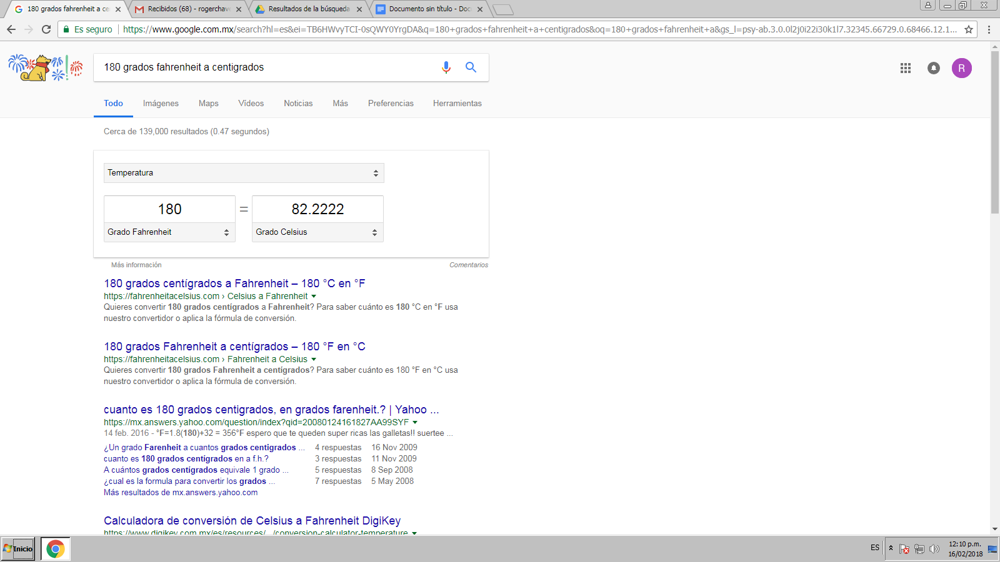 180 grados fahrenheit a ce
Recibidos (68) - rogerchave
Resultados de la búsqueda
Documento sin título - Doc
Es seguro | https://www.google.com.mx/search?hl=es&ei=TB6HWvyTCI-0sQWY0YrgDA&q=180+grados+fahrenheit+a+centigrados&oq=180+grados+fahrenheit+a&gs_l=psy-ab.3.0.0l2j0i22i30k1l7.32345.66729.0.68466.12.1...
180 grados fahrenheit a centigrados
R
Todo Imágenes Maps Vídeos Noticias Más Preferencias Herramientas
Cerca de 139,000 resultados (0.47 segundos)
Temperatura
180 = 82.2222
Grado Fahrenheit Grado Celsius
Más información Comentarios
180 grados centígrados a Fahrenheit – 180 °C en °F
https://fahrenheitacelsius.com › Celsius a Fahrenheit
Quieres convertir 180 grados centígrados a Fahrenheit? Para saber cuánto es 180 °C en °F usa
nuestro convertidor o aplica la fórmula de conversión.
180 grados Fahrenheit a centígrados – 180 °F en °C
https://fahrenheitacelsius.com › Fahrenheit a Celsius
Quieres convertir 180 grados Fahrenheit a centígrados? Para saber cuánto es 180 °F en °C usa
nuestro convertidor o aplica la fórmula de conversión.
cuanto es 180 grados centigrados, en grados farenheit.? | Yahoo ...
https://mx.answers.yahoo.com/question/index?qid=20080124161827AA99SYF
14 feb. 2016 - °F=1.8(180)+32 = 356°F espero que te queden super ricas las galletas!! suertee ...
¿Un grado Farenheit a cuantos grados centigrados ... 4 respuestas 16 Nov 2009
cuanto es 180 grados centígrados en a f.h.? 3 respuestas 11 Nov 2009
A cuántos grados centígrados equivale 1 grado ... 5 respuestas 8 Sep 2008
¿cual es la formula para convertir los grados ... 7 respuestas 5 May 2008
Más resultados de mx.answers.yahoo.com
Calculadora de conversión de Celsius a Fahrenheit DigiKey
https://www.digikey.com.mx/es/resources/.../conversion-calculator-temperature
Inicio
ES
12:10 p.m.
16/02/2018